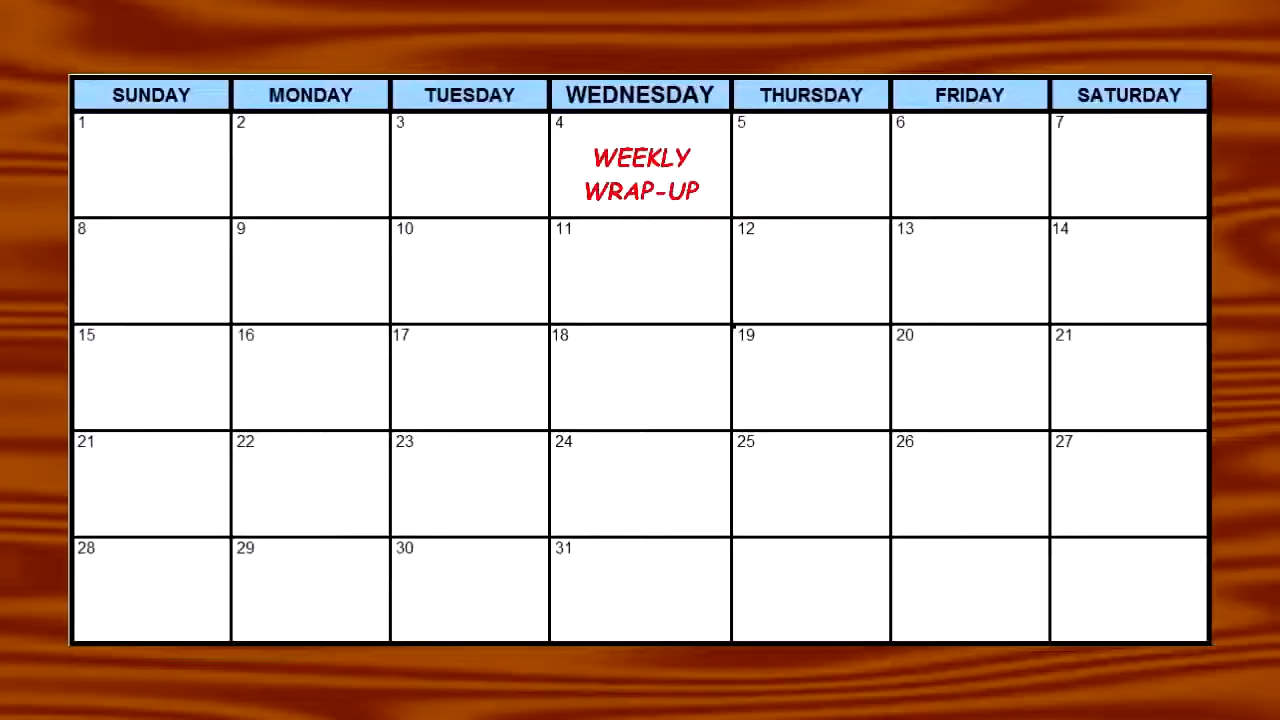 SUNDAY MONDAY TUESDAY WEDNESDAY THURSDAY FRIDAY SATURDAY
1 2 3 4 5 6 7
WEEKLY
WRAP-UP
8 9 10 11 12 13 14
15 16 17 18 19 20 21
21 22 23 24 25 26 27
28 29 30 31